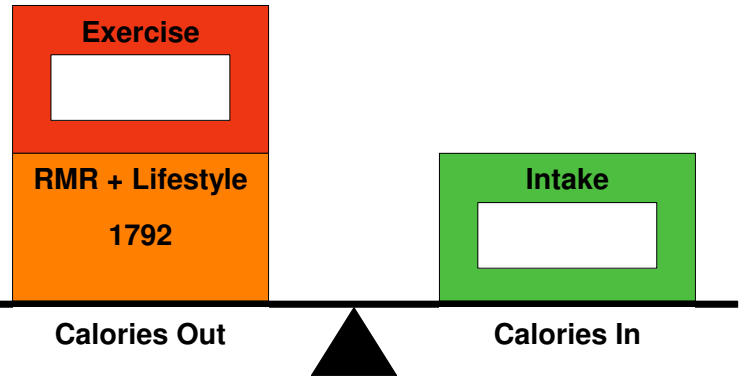 Exercise
RMR + Lifestyle
1792
Intake
Calories Out
Calories In